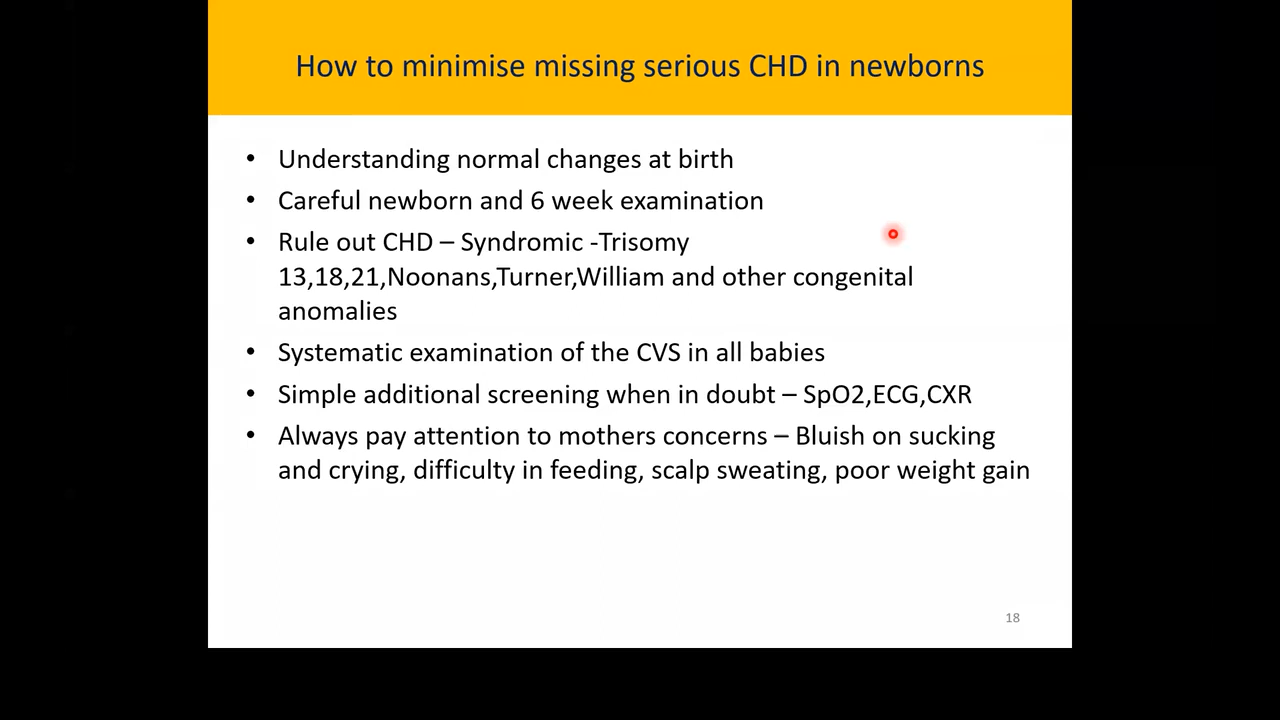 How to minimise missing serious CHD in newborns
• Understanding normal changes at birth
• Careful newborn and 6 week examination
• Rule out CHD – Syndromic -Trisomy
13,18,21,Noonans,Turner,William and other congenital
anomalies
• Systematic examination of the CVS in all babies
• Simple additional screening when in doubt – SpO2,ECG,CXR
• Always pay attention to mothers concerns – Bluish on sucking
and crying, difficulty in feeding, scalp sweating, poor weight gain
18